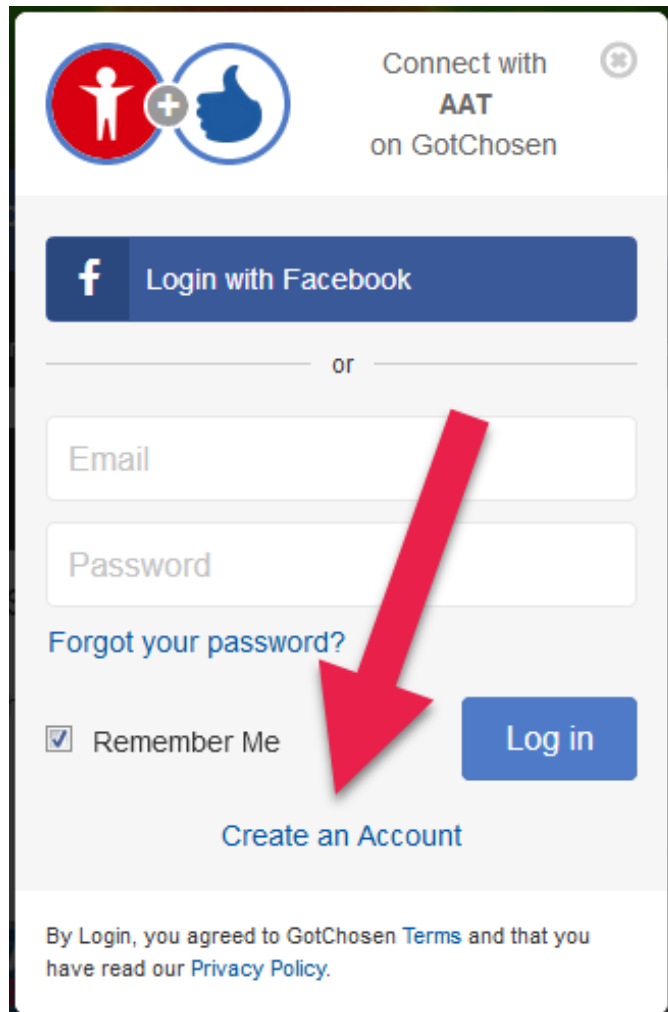 Connect with
AAT
on GotChosen
Login with Facebook
or
Email
Password
Forgot your password?
Remember Me
Log in
Create an Account
By Login, you agreed to GotChosen Terms and that you
have read our Privacy Policy.